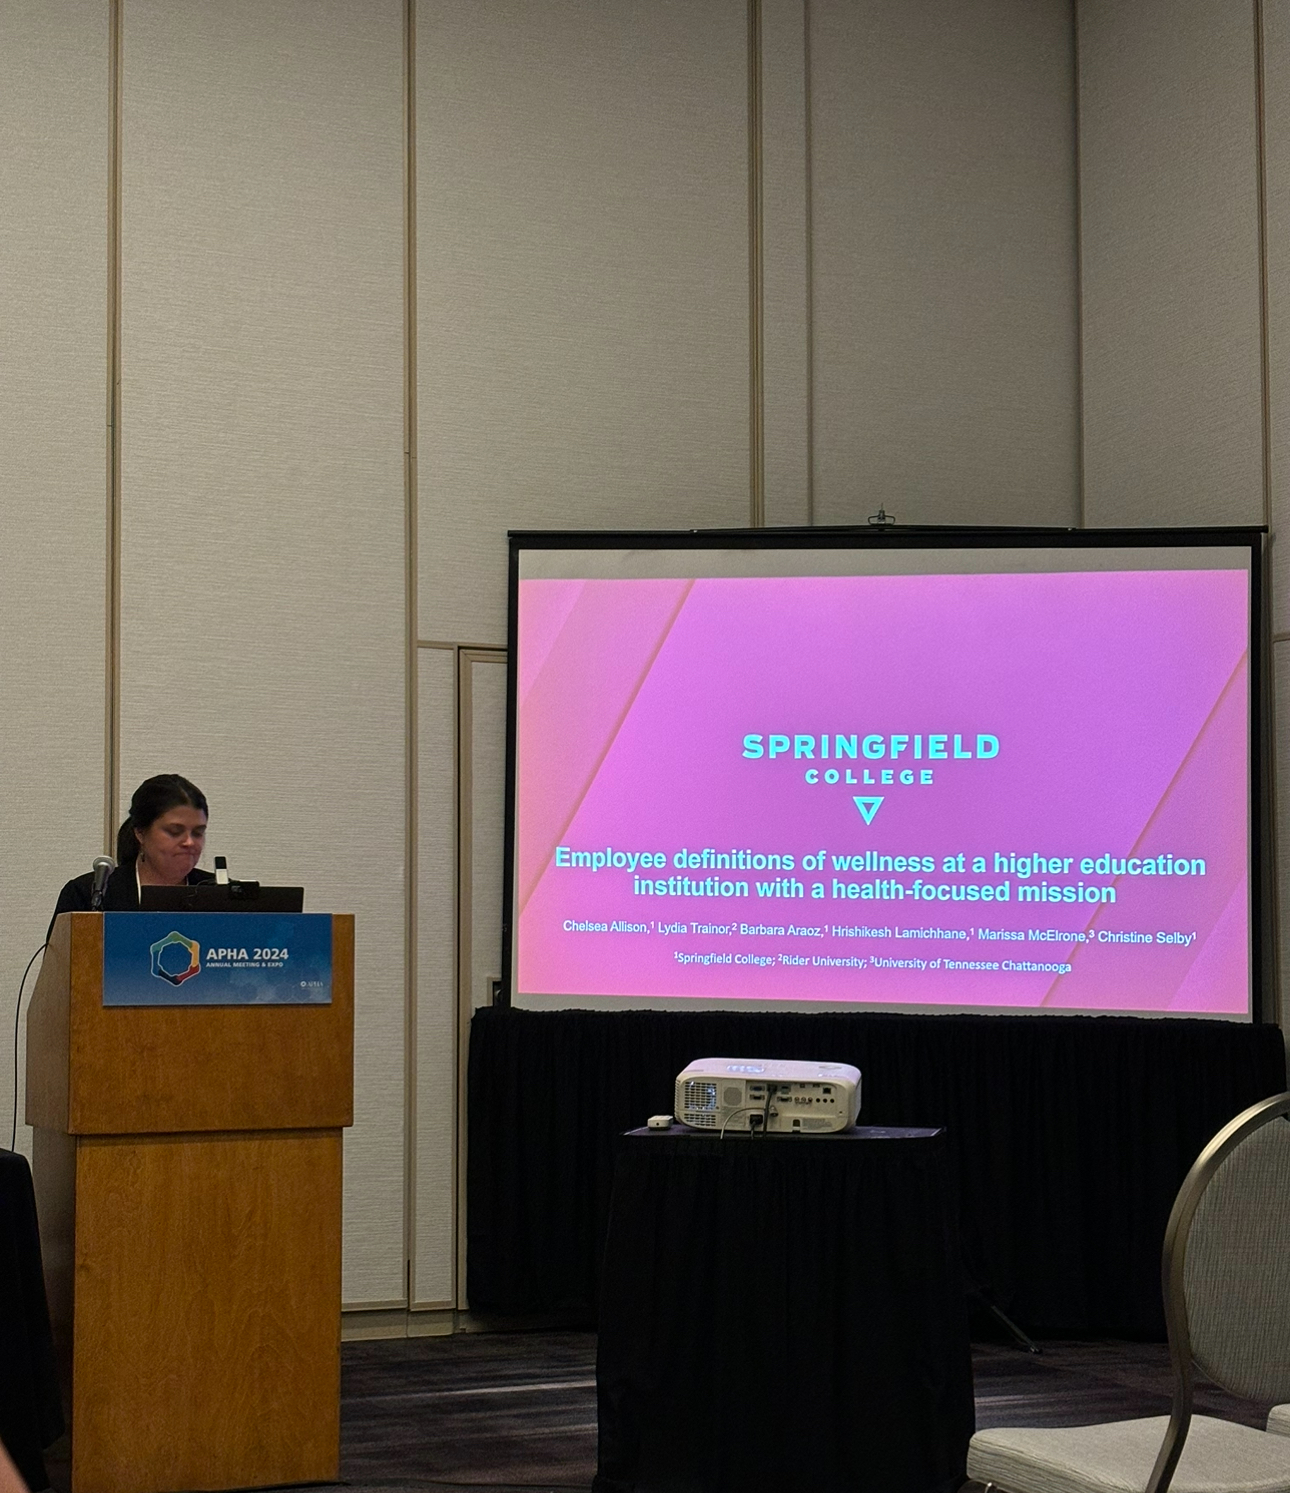 SPRINGFIELD
COLLEGE
Employee definitions of wellness at a higher education
institution with a health-focused mission
Chelsea Allison,¹ Lydia Trainor,² Barbara Araoz,¹ Hrishikesh Lamichhane,¹ Marissa McElrone,³ Christine Selby¹
¹Springfield College; ²Rider University; ³University of Tennessee Chattanooga
APHA 2024
ANNUAL MEETING & EXPO